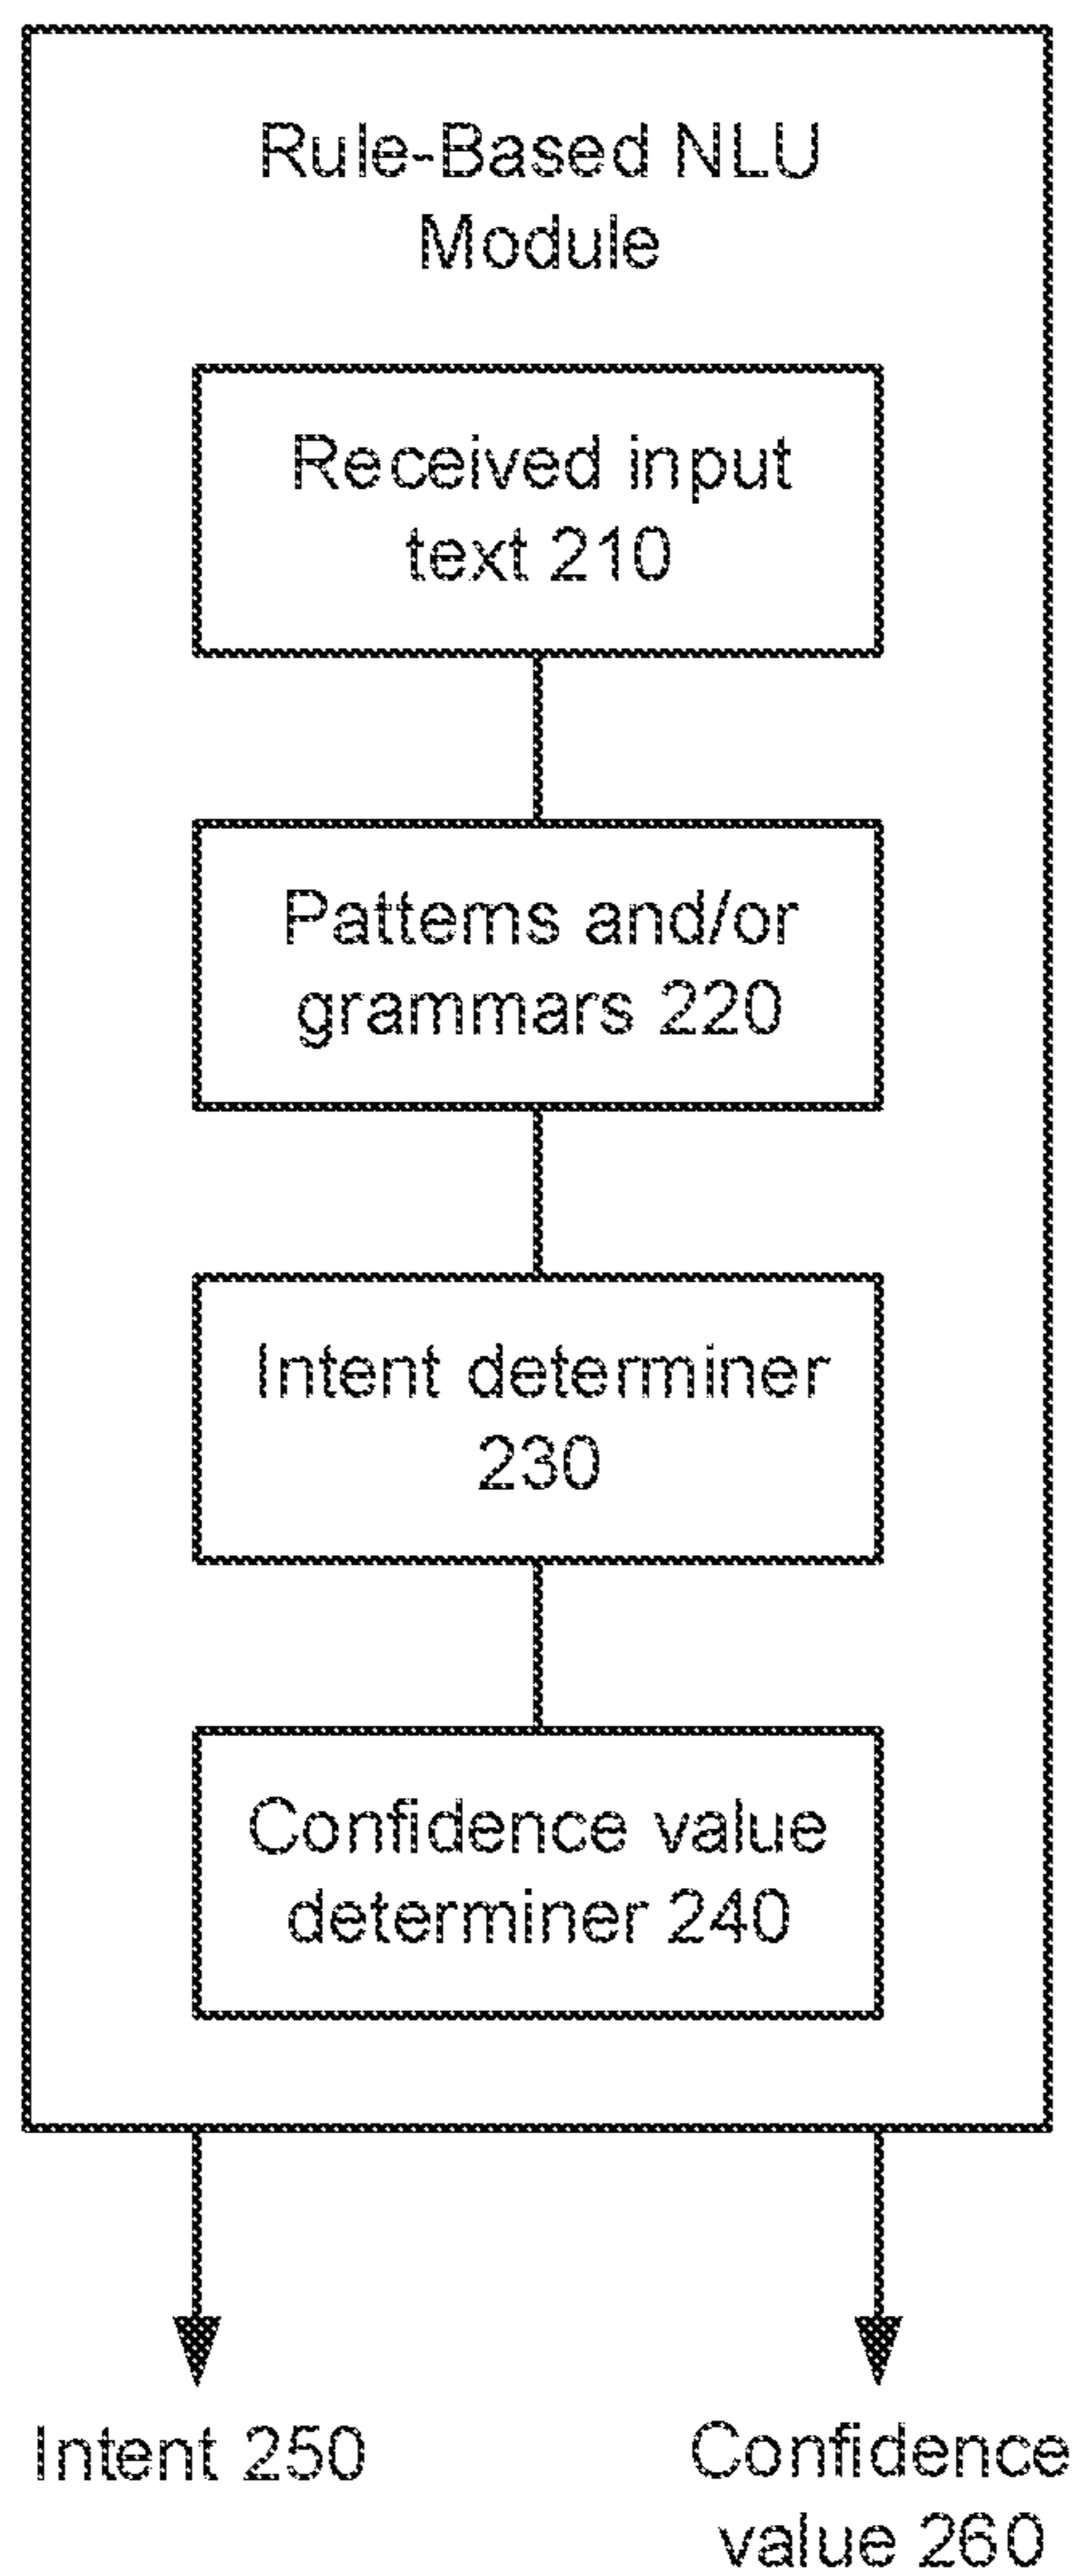 Rule-Based NLU
Module
Received input
text 210
Patterns and/or
grammars 220
Intent determiner
230
Confidence value
determiner 240
Intent 250
Confidence
value 260